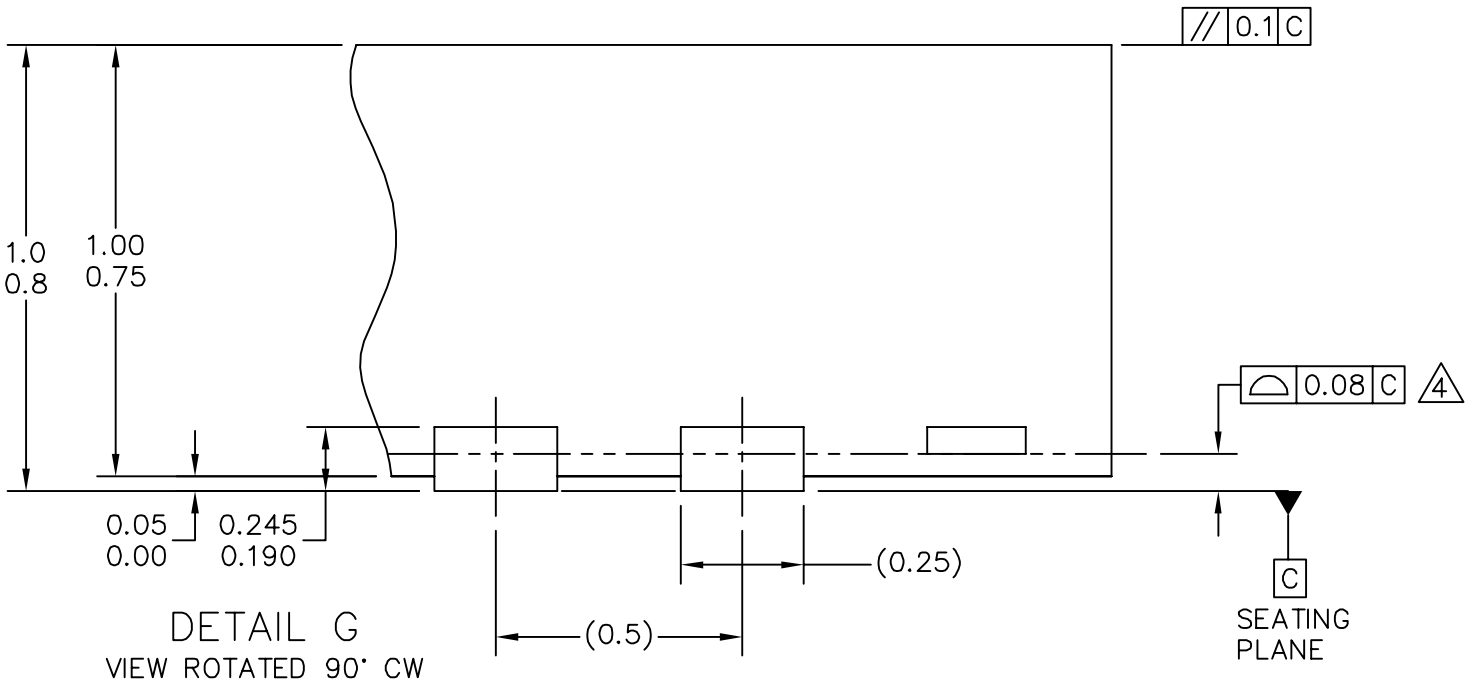 // 0.1 C
1.0
0.8
1.00
0.75
0.08 C 4
0.05
0.00
0.245
0.190
(0.25)
(0.5)
C
SEATING
PLANE
DETAIL G
VIEW ROTATED 90° CW